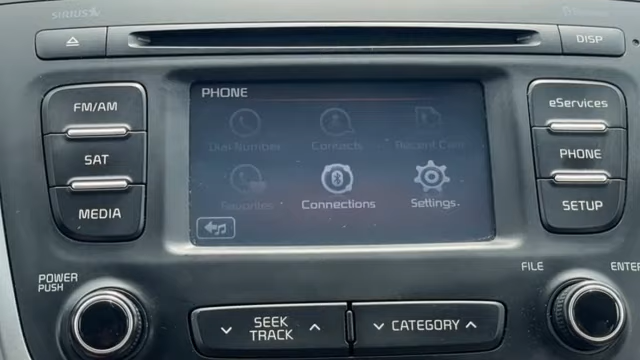 SIRIUS
DISP
PHONE
FM/AM
SAT
MEDIA
Dial Number
Contacts
Recent Calls
Favorites
Connections
Settings
eServices
PHONE
SETUP
POWER
PUSH
SEEK
TRACK
CATEGORY
FILE
ENTER